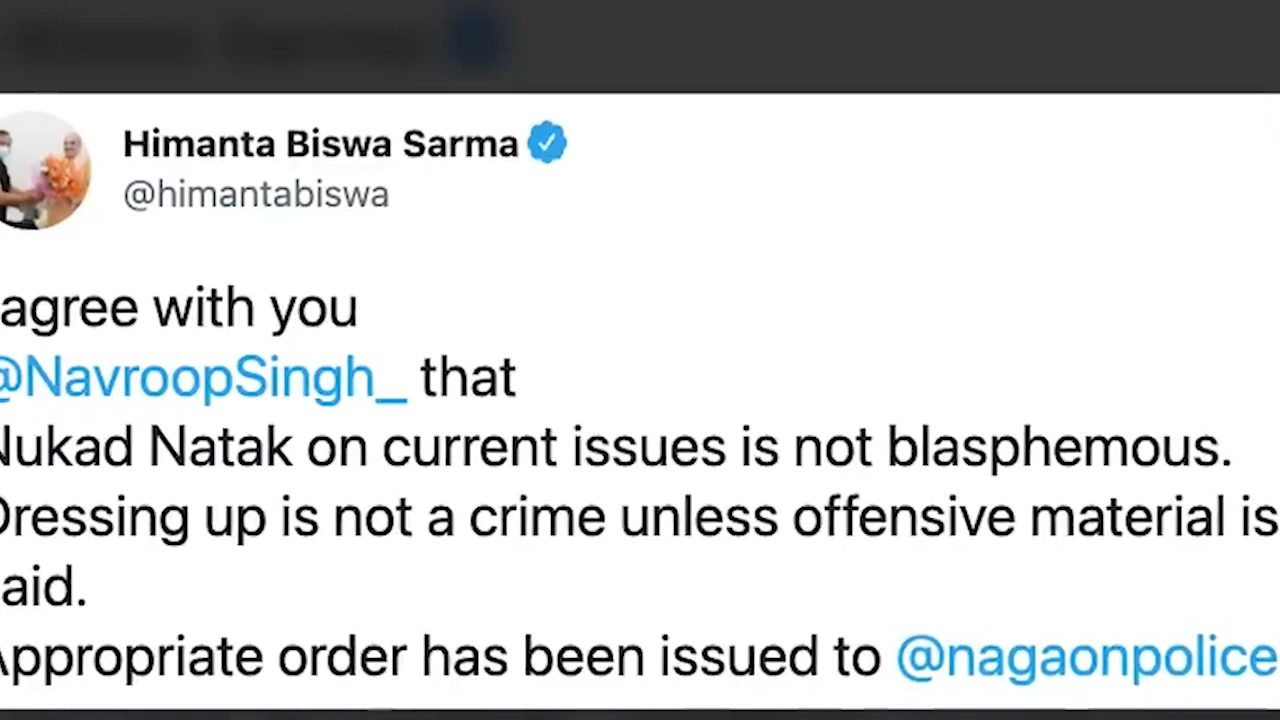 Himanta Biswa Sarma
@himantabiswa
agree with you
@NavroopSingh_ that
Nukad Natak on current issues is not blasphemous.
Dressing up is not a crime unless offensive material is
aid.
Appropriate order has been issued to @nagaonpolice